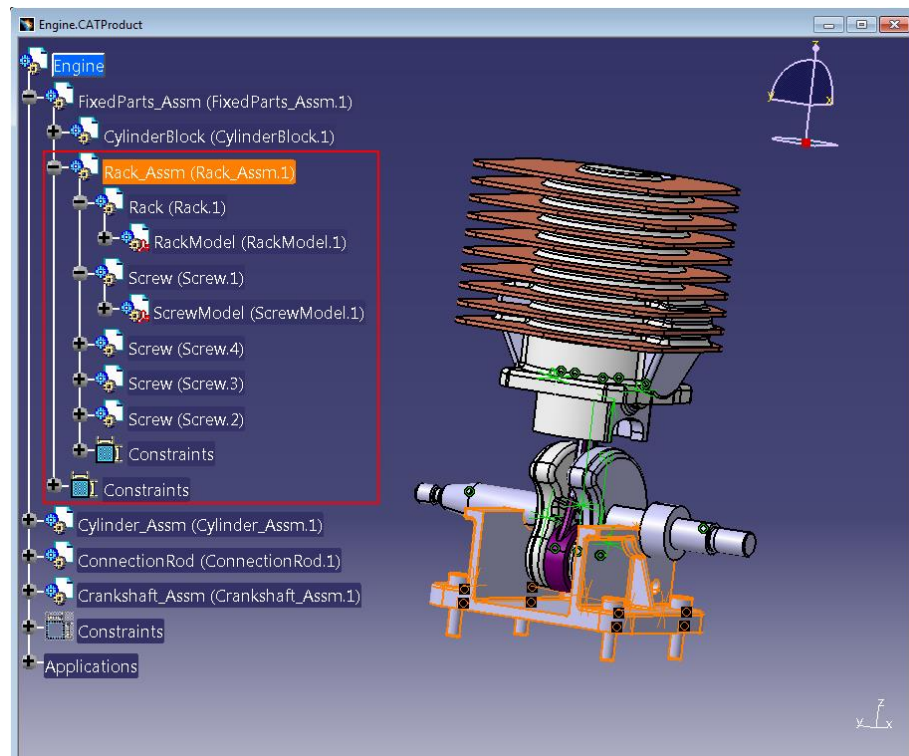 Engine.CATProduct
Engine
FixedParts_Assm (FixedParts_Assm.1)
CylinderBlock (CylinderBlock.1)
Rack_Assm (Rack_Assm.1)
Rack (Rack.1)
RackModel (RackModel.1)
Screw (Screw.1)
ScrewModel (ScrewModel.1)
Screw (Screw.4)
Screw (Screw.3)
Screw (Screw.2)
Constraints
Constraints
Cylinder_Assm (Cylinder_Assm.1)
ConnectionRod (ConnectionRod.1)
Crankshaft_Assm (Crankshaft_Assm.1)
Constraints
Applications
z
y x
z
y x